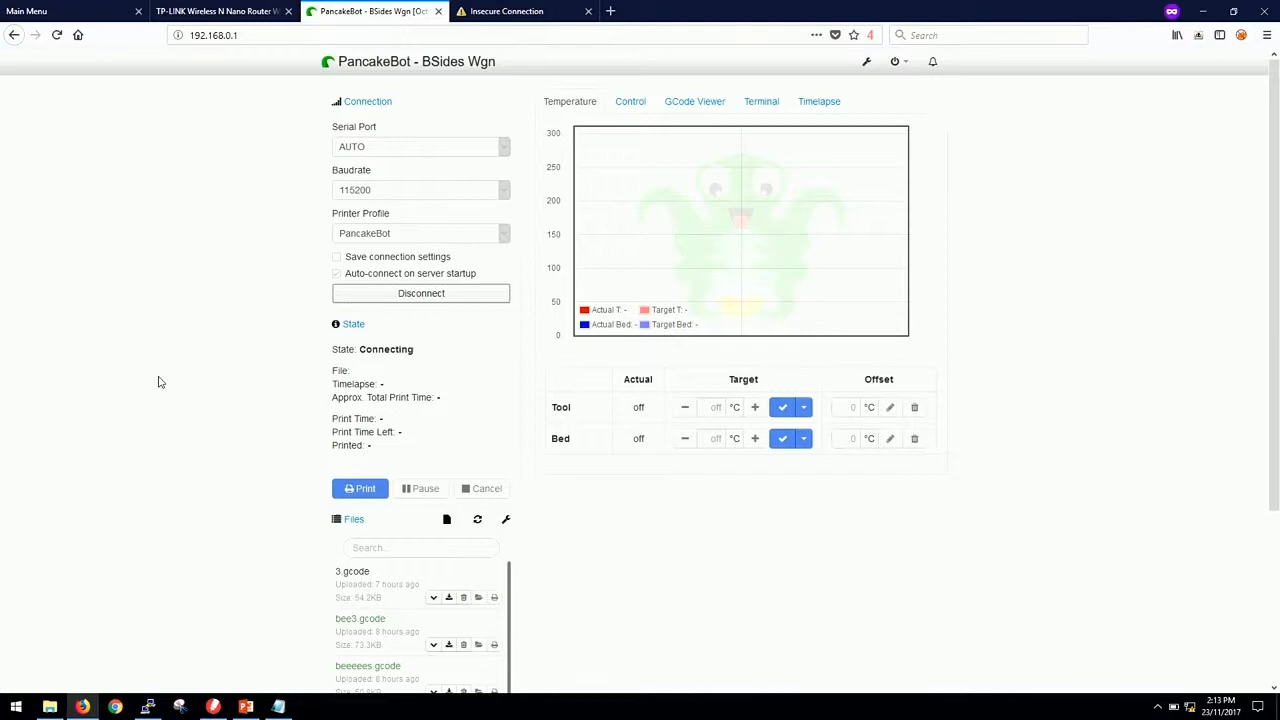 Main Menu
TP-LINK Wireless N Nano Router W
PancakeBot - BSides Wgn [Oct
Insecure Connection
192.168.0.1
4
Search
PancakeBot - BSides Wgn
Connection
Serial Port
AUTO
Baudrate
115200
Printer Profile
PancakeBot
Save connection settings
Auto-connect on server startup
Disconnect
State
State: Connecting
File:
Timelapse: -
Approx. Total Print Time: -
Print Time: -
Print Time Left: -
Printed: -
Print
Pause
Cancel
Files
Search...
3.gcode
Uploaded: 7 hours ago
Size: 54.2KB
bee3.gcode
Uploaded: 8 hours ago
Size: 73.3KB
beeeees.gcode
Uploaded: 8 hours ago
Temperature
Control
GCode Viewer
Terminal
Timelapse
300
250
200
150
100
50
0
Actual T: -
Target T: -
Actual Bed: -
Target Bed: -
Actual
Target
Offset
Tool
off
off
°C
0
°C
Bed
off
off
°C
0
°C
2:13 PM
23/11/2017